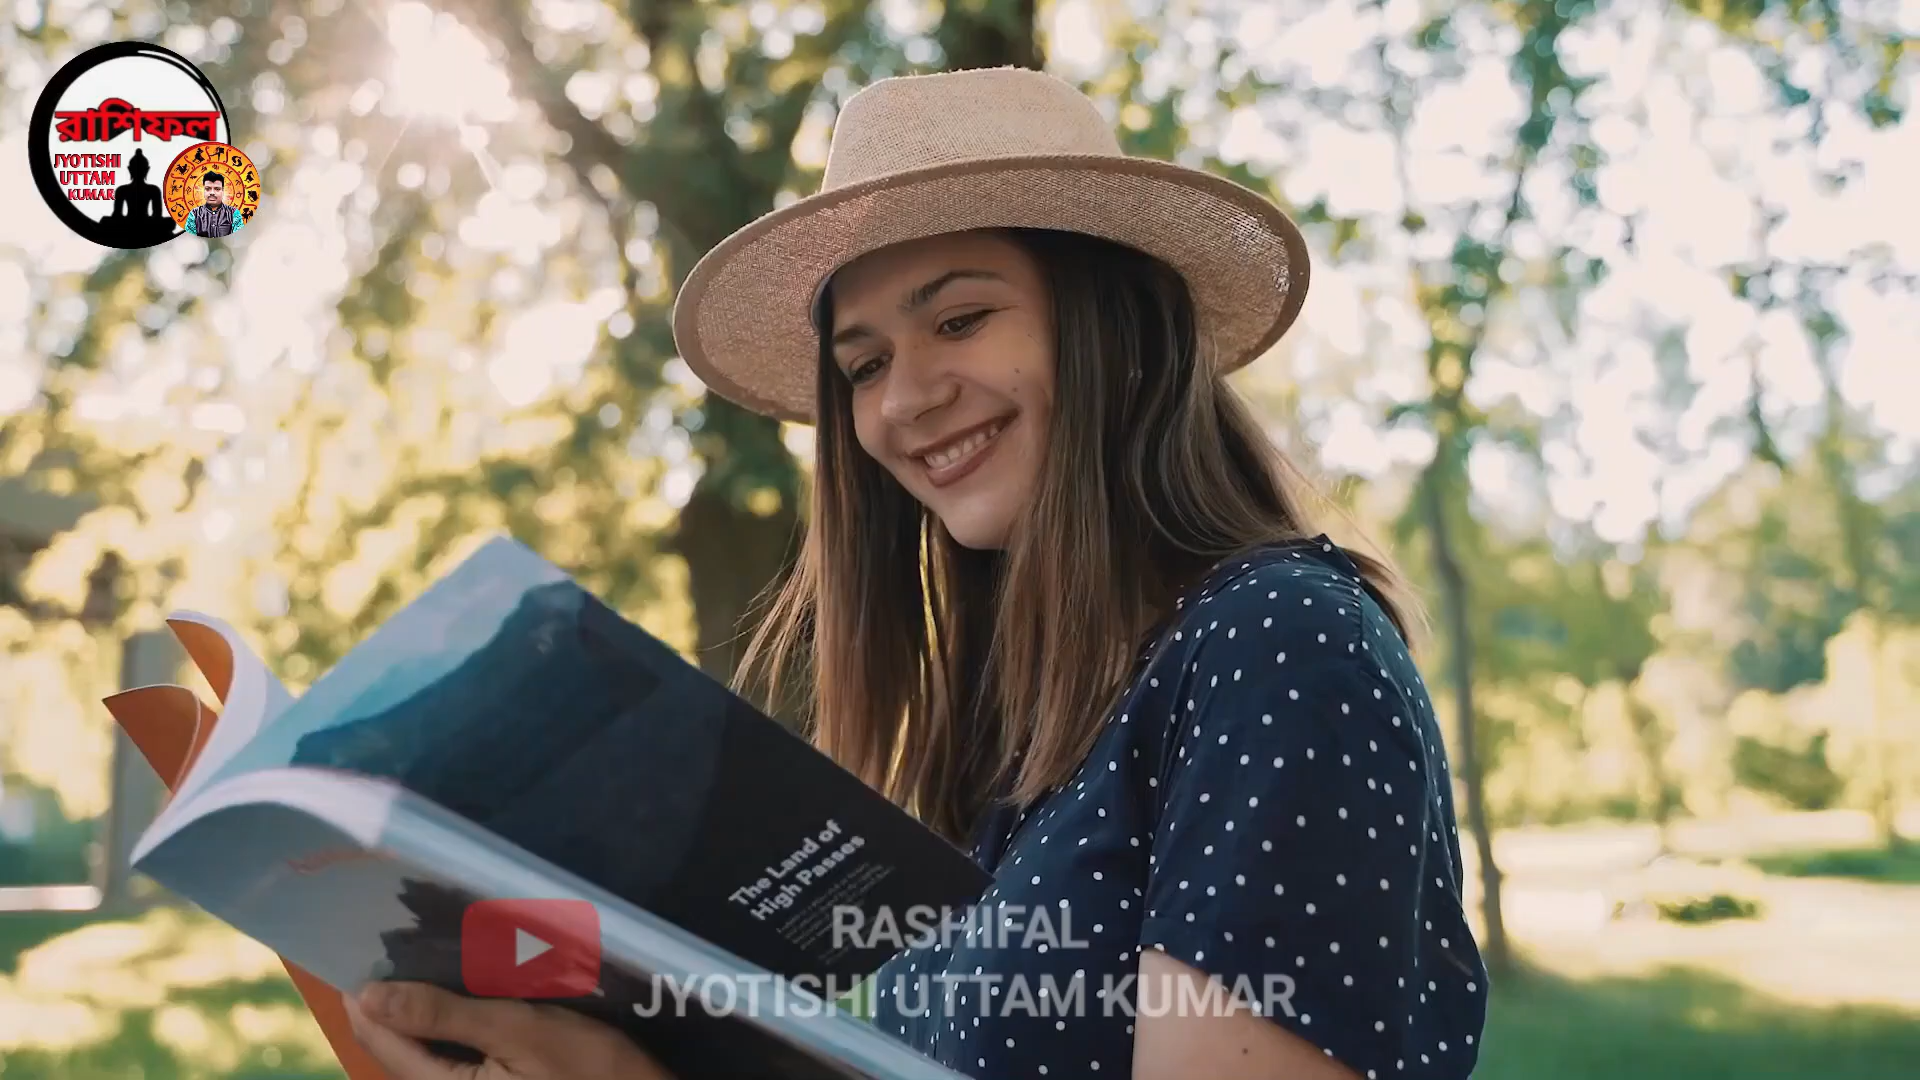 রাশিফল
JYOTISHI
UTTAM
KUMAR
The Land of
High Passes
RASHIFAL
JYOTISHI UTTAM KUMAR